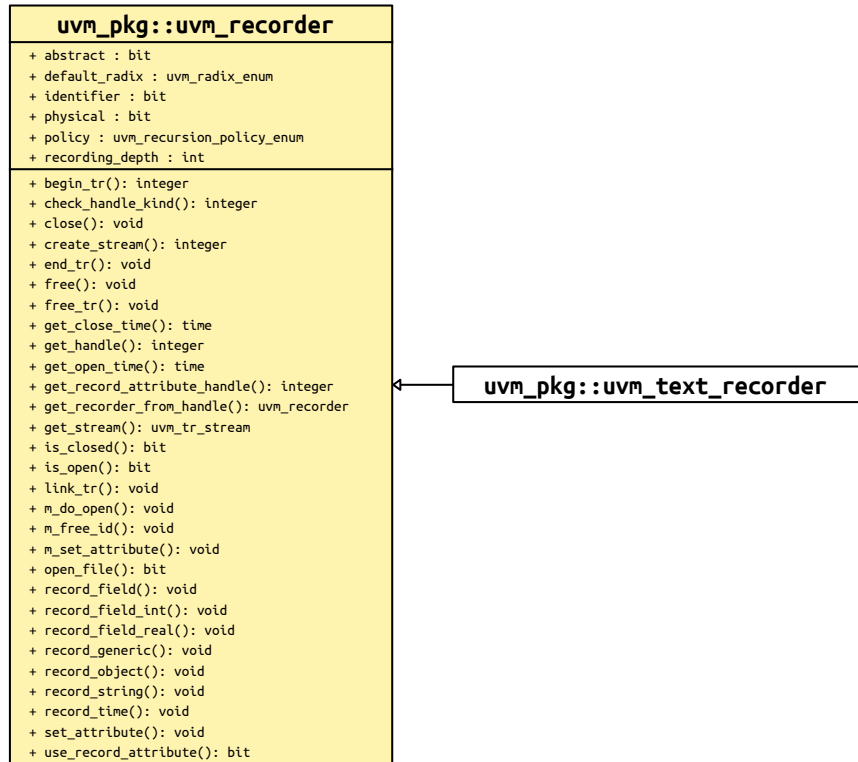 uvm_pkg::uvm_recorder
+ abstract : bit
+ default_radix : uvm_radix_enum
+ identifier : bit
+ physical : bit
+ policy : uvm_recursion_policy_enum
+ recording_depth : int
+ begin_tr(): integer
+ check_handle_kind(): integer
+ close(): void
+ create_stream(): integer
+ end_tr(): void
+ free(): void
+ free_tr(): void
+ get_close_time(): time
+ get_handle(): integer
+ get_open_time(): time
+ get_record_attribute_handle(): integer
+ get_recorder_from_handle(): uvm_recorder
+ get_stream(): uvm_tr_stream
+ is_closed(): bit
+ is_open(): bit
+ link_tr(): void
+ m_do_open(): void
+ m_free_id(): void
+ m_set_attribute(): void
+ open_file(): bit
+ record_field(): void
+ record_field_int(): void
+ record_field_real(): void
+ record_generic(): void
+ record_object(): void
+ record_string(): void
+ record_time(): void
+ set_attribute(): void
+ use_record_attribute(): bit
uvm_pkg::uvm_text_recorder